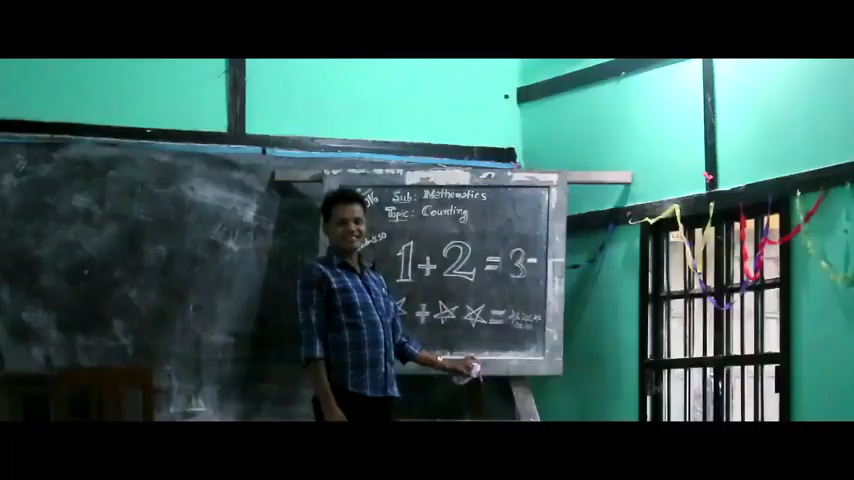 Sub: Mathematics
Topic: Counting
1+2=3
+ =